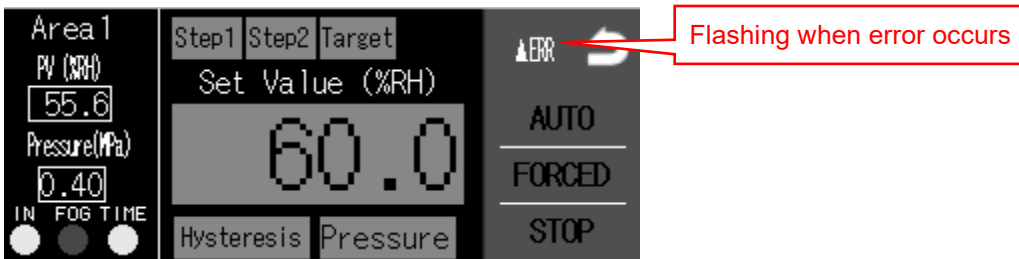 Area1
PV (%RH)
55.6
Pressure(MPa)
0.40
IN FOG TIME
Step1 Step2 Target
Set Value (%RH)
60.0
Hysteresis Pressure
ERR
AUTO
FORCED
STOP
Flashing when error occurs